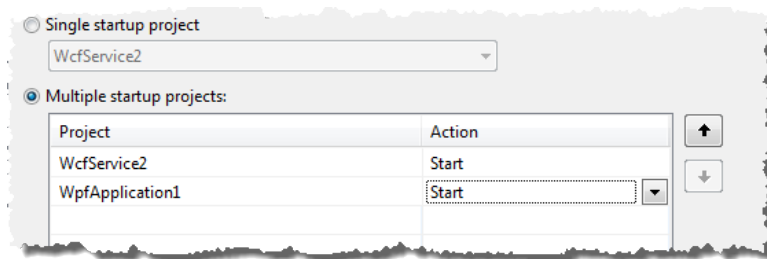 Single startup project
WcfService2
Multiple startup projects:
Project Action
WcfService2 Start
WpfApplication1 Start